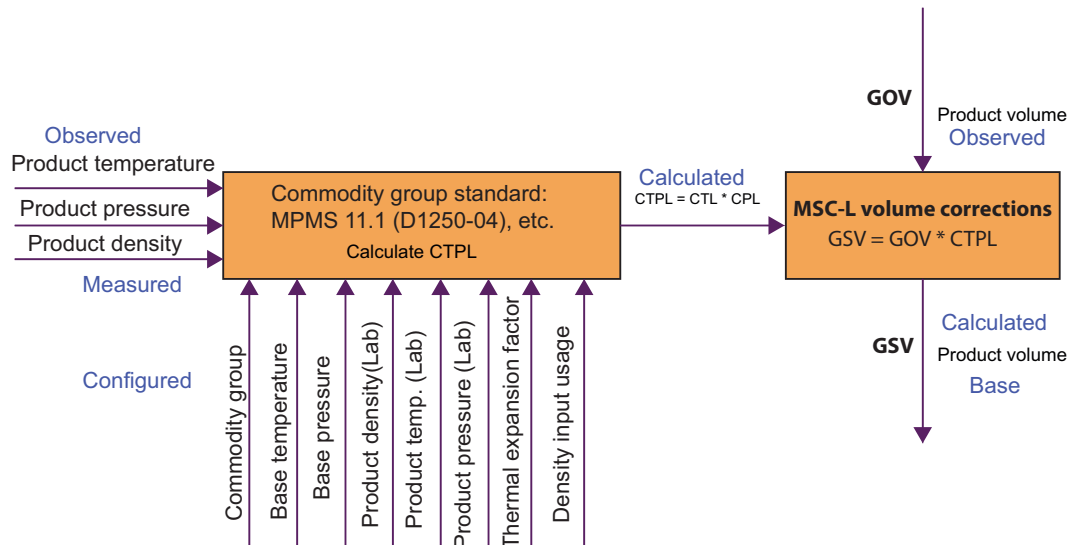 GOV
Product volume
Observed
Observed
Product temperature
Product pressure
Product density
Measured
Commodity group standard:
MPMS 11.1 (D1250-04), etc.
Calculate CTPL
Calculated
CTPL = CTL * CPL
MSC-L volume corrections
GSV = GOV * CTPL
Configured
Commodity group
Base temperature
Base pressure
Product density(Lab)
Product temp. (Lab)
Product pressure (Lab)
Thermal expansion factor
Density input usage
GSV
Calculated
Product volume
Base